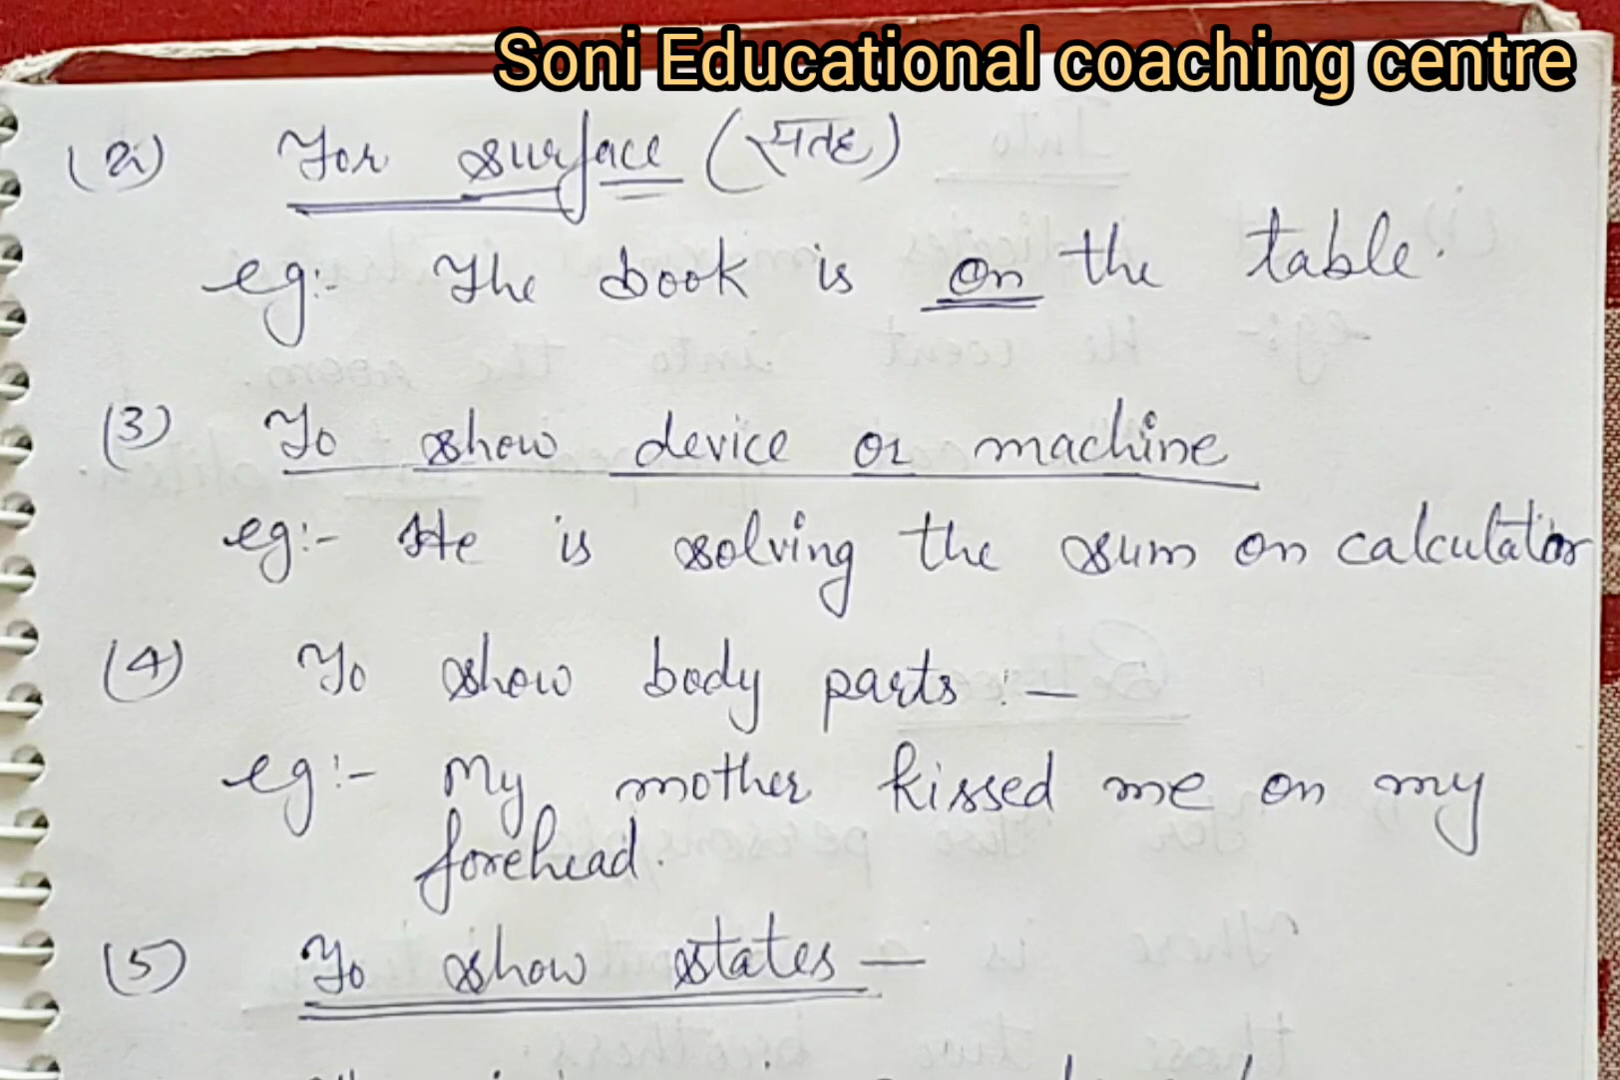 Soni Educational coaching centre
(2) For surface (सतह)
eg:- The book is on the table.
(3) To show device or machine
eg:- He is solving the sum on calculator
(4) To show body parts :-
eg:- My mother kissed me on my
forehead.
(5) To show states -